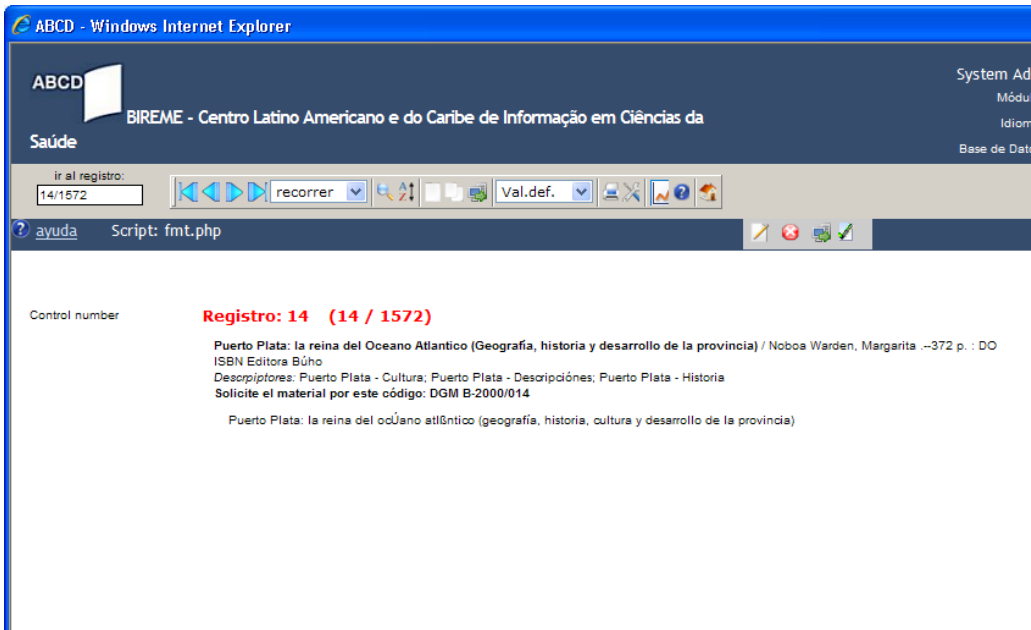 ABCD - Windows Internet Explorer
ABCD
BIREME - Centro Latino Americano e do Caribe de Informação em Ciências da
Saúde
System Ad
Módul
Idiom
Base de Dato
ir al registro:
14/1572
recorrer
Val.def.
ayuda Script: fmt.php
Control number
Registro: 14 (14 / 1572)
Puerto Plata: la reina del Oceano Atlantico (Geografía, historia y desarrollo de la provincia) / Noboa Warden, Margarita .--372 p. : DO
ISBN Editora Búho
Descrpiptores: Puerto Plata - Cultura; Puerto Plata - Descripciónes; Puerto Plata - Historia
Solicite el material por este código: DGM B-2000/014
Puerto Plata: la reina del ocÚano atlßntico (geografía, historia, cultura y desarrollo de la provincia)